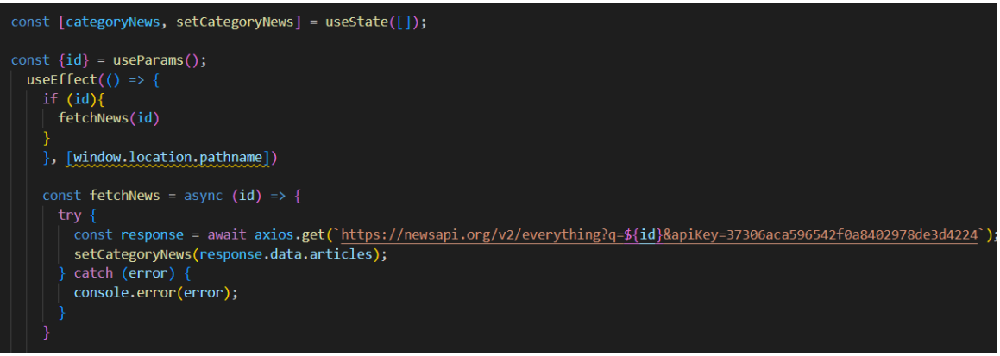 const [categoryNews, setCategoryNews] = useState([]);
const {id} = useParams();
useEffect(() => {
if (id){
fetchNews(id)
}
}, [window.location.pathname])
const fetchNews = async (id) => {
try {
const response = await axios.get(`https://newsapi.org/v2/everything?q=${id}&apiKey=37306aca596542f0a8402978de3d4224`);
setCategoryNews(response.data.articles);
} catch (error) {
console.error(error);
}
}